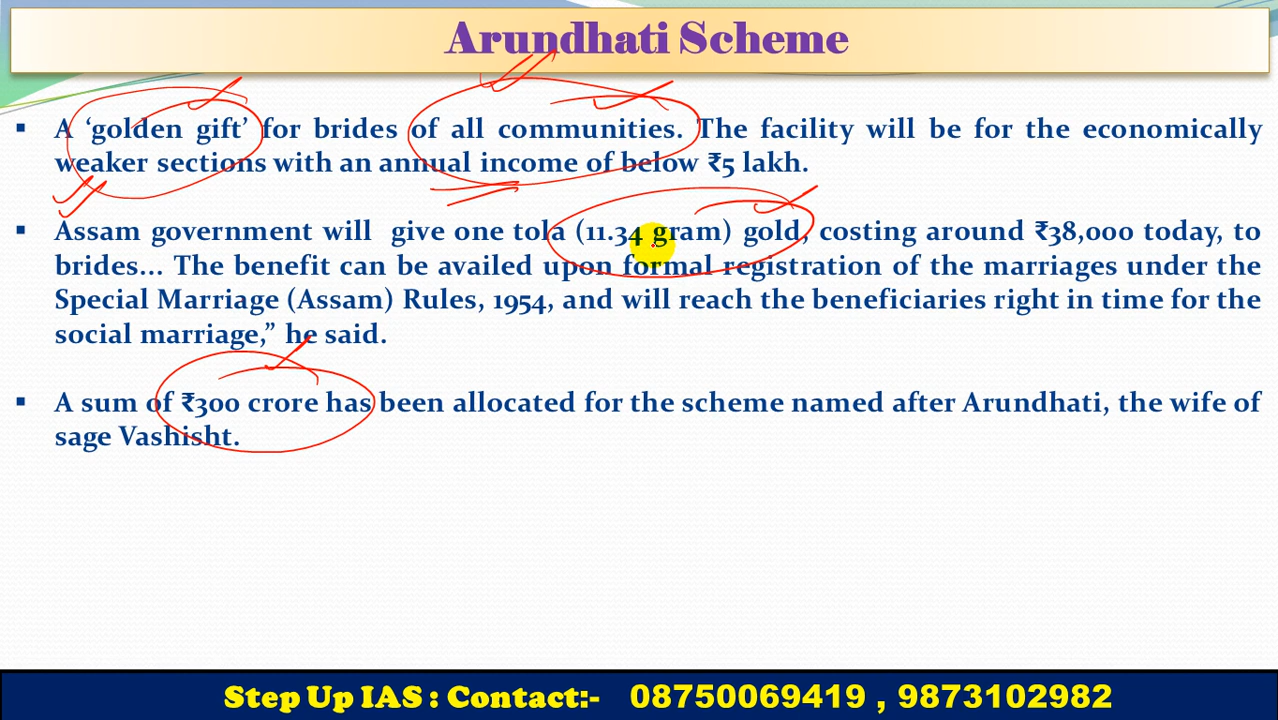 Arundhati Scheme
▪ A ‘golden gift’ for brides of all communities. The facility will be for the economically
weaker sections with an annual income of below ₹5 lakh.
▪ Assam government will give one tola (11.34 gram) gold, costing around ₹38,000 today, to
brides... The benefit can be availed upon formal registration of the marriages under the
Special Marriage (Assam) Rules, 1954, and will reach the beneficiaries right in time for the
social marriage,” he said.
▪ A sum of ₹300 crore has been allocated for the scheme named after Arundhati, the wife of
sage Vashisht.
Step Up IAS : Contact:- 08750069419 , 9873102982